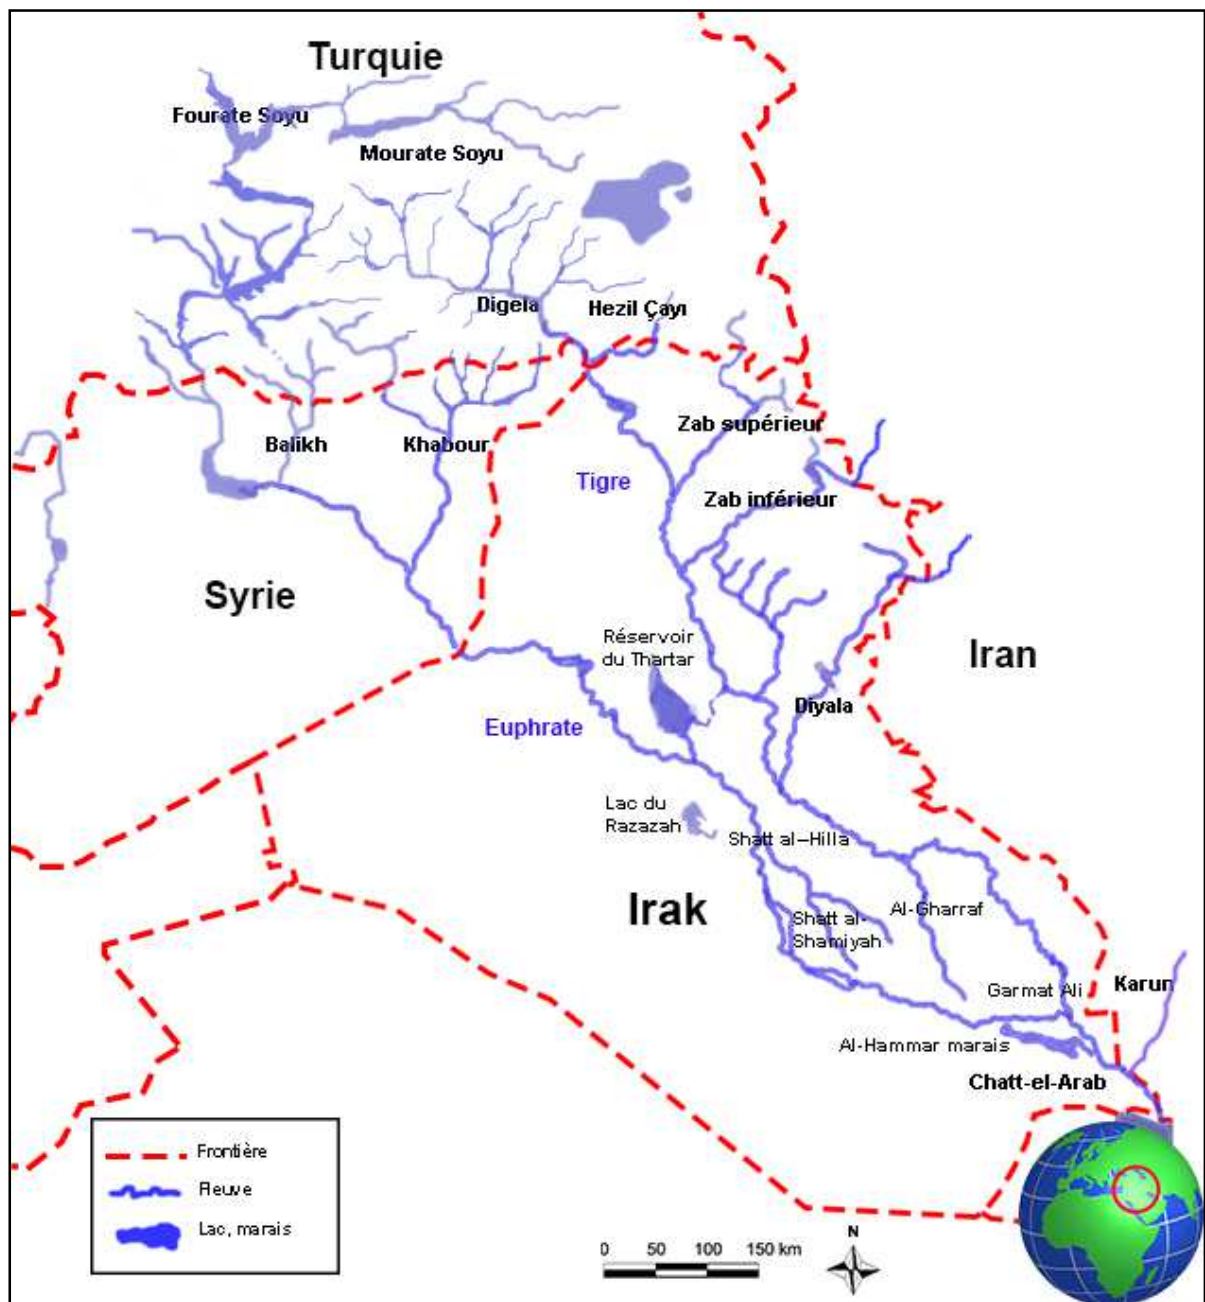 Turquie
Fourate Soyu
Mourate Soyu
Digela
Hezil Çayı
Zab supérieur
Balikh
Khabour
Tigre
Zab inférieur
Syrie
Réservoir
du Thartar
Iran
Diyala
Euphrate
Lac du
Razazah
Shatt al-Hilla
Irak
Al-Gharraf
Shatt al-
Shamiyah
Garmat Ali
Karun
Al-Hammar marais
Chatt-el-Arab
Frontière
Fleuve
Lac, marais
N
0 50 100 150 km